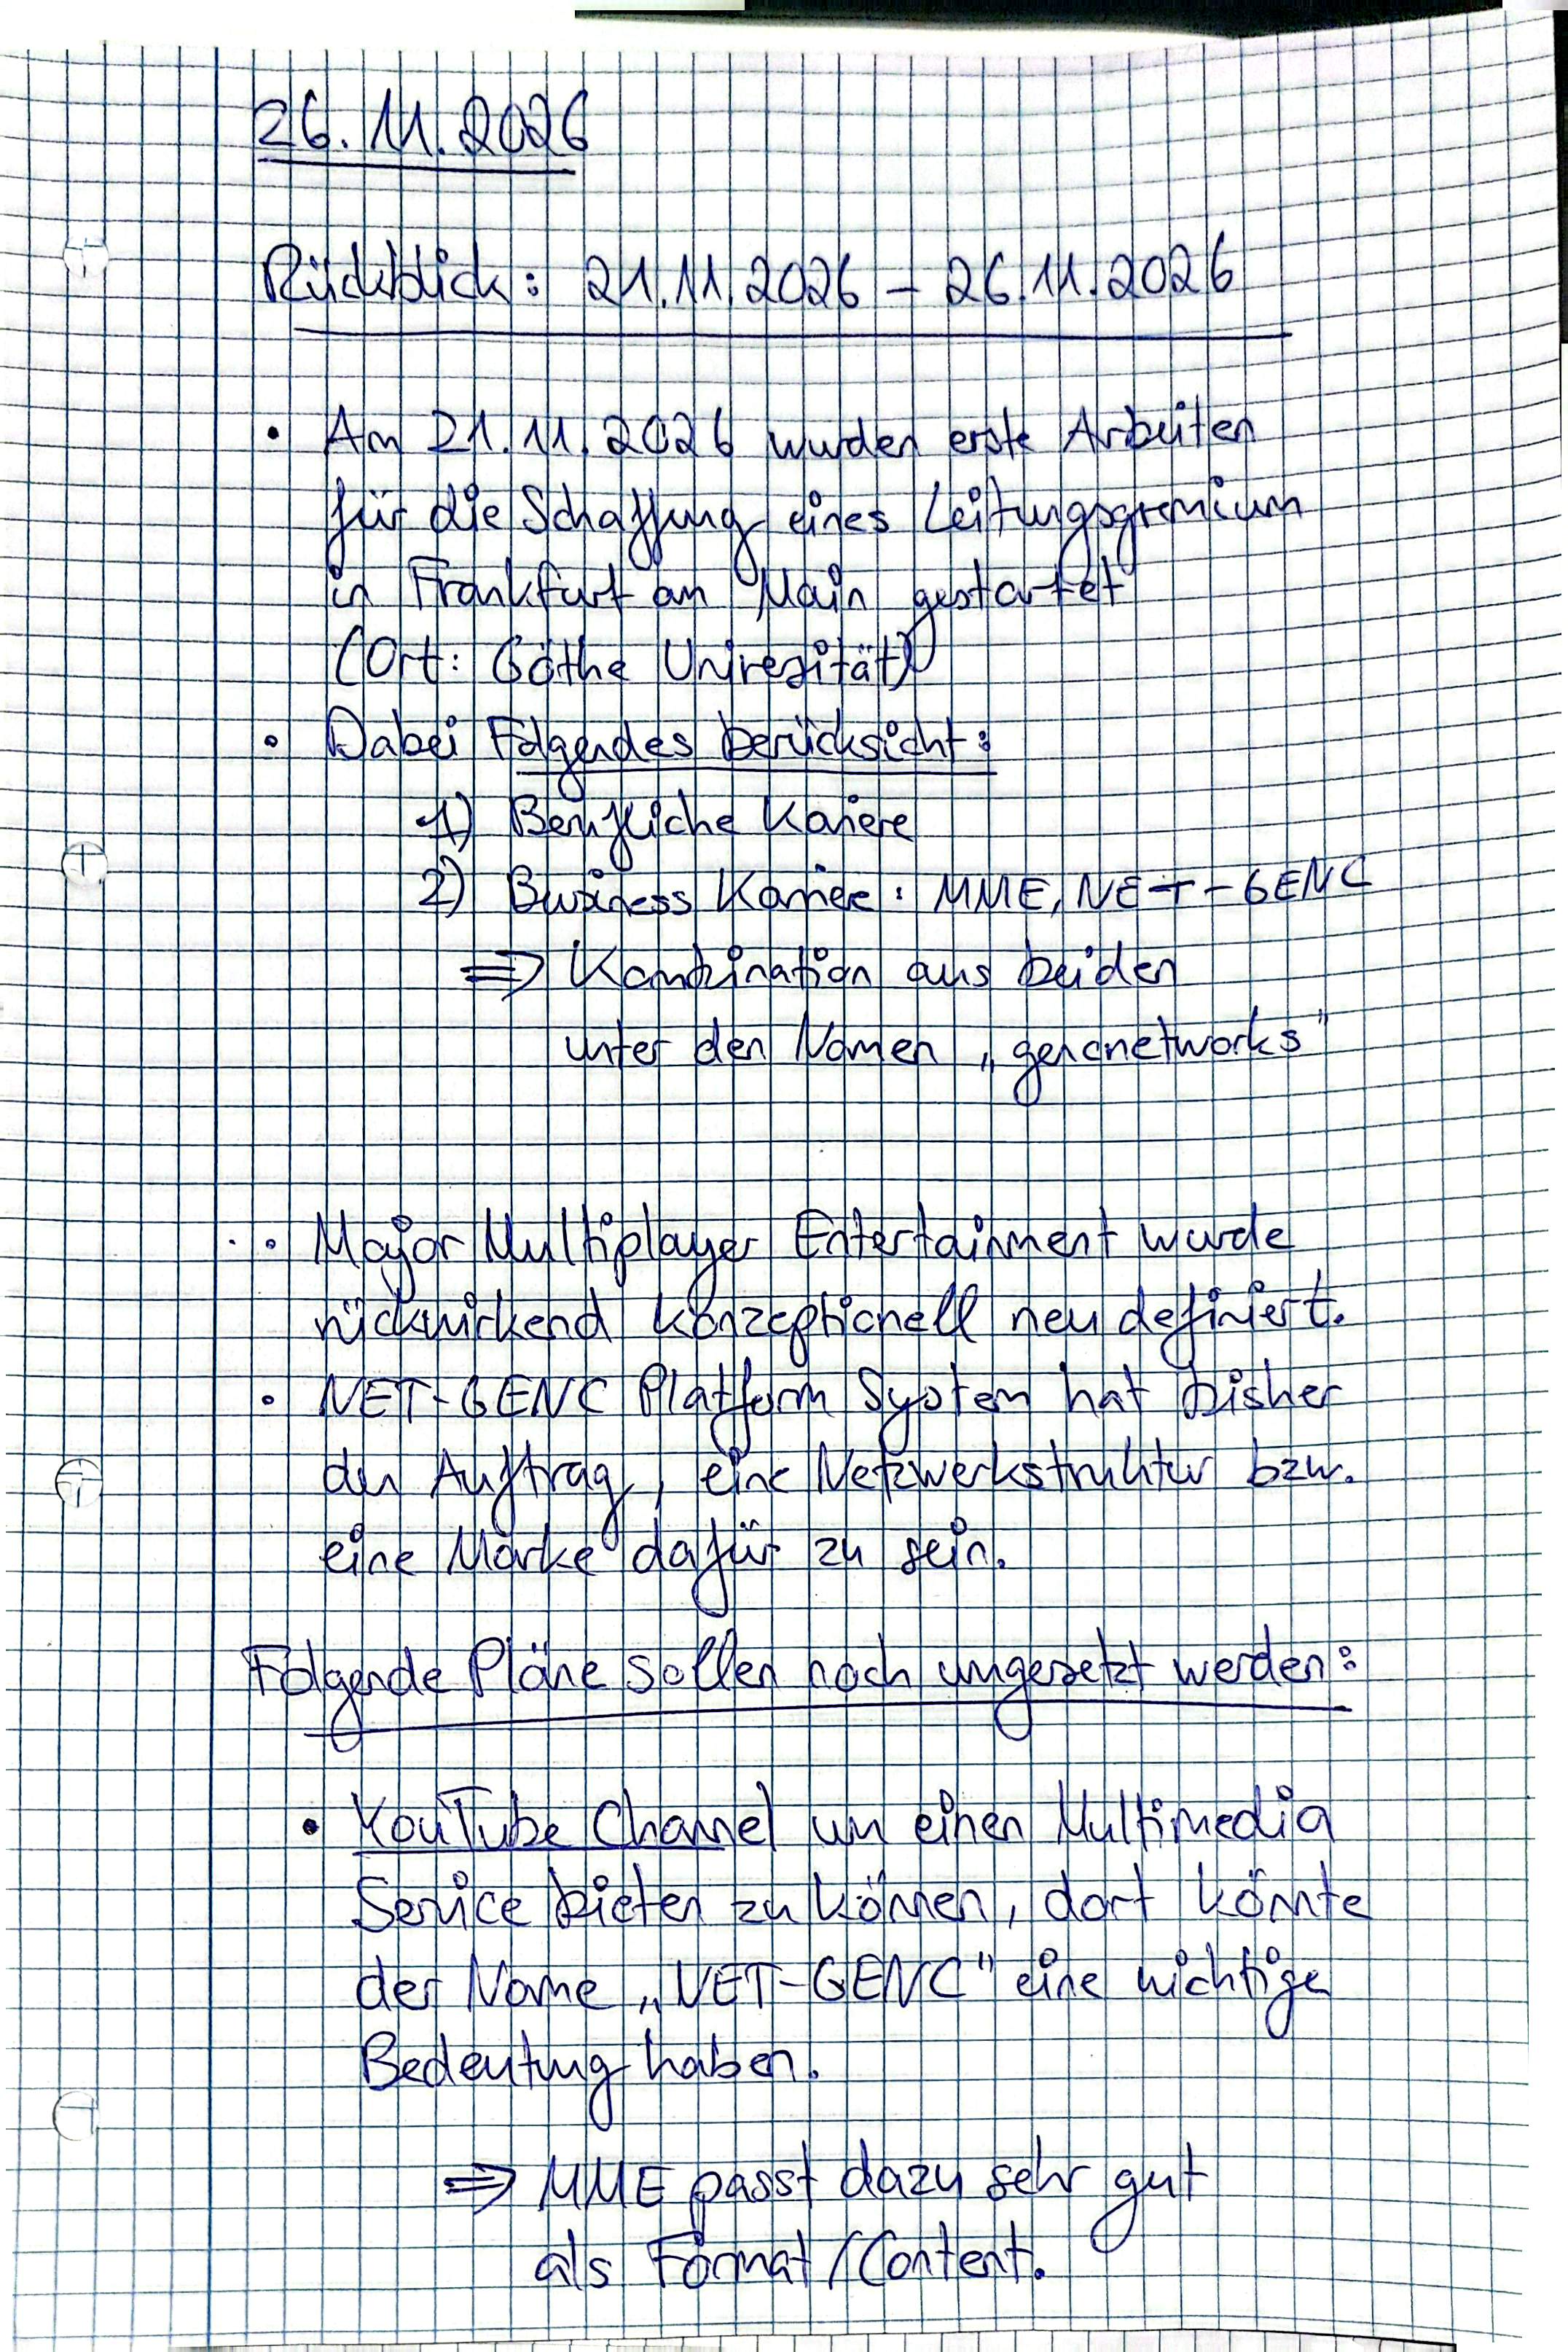 26.11.2026
Rückblick: 21.11.2026 – 26.11.2026
• Am 21.11.2026 wurden erste Arbeiten
für die Schaffung eines Leitungsgremium
in Frankfurt am Main gestartet
(Ort: Göthe Universität)
• Dabei Folgendes berücksicht:
1) Berufliche Kariere
2) Business Karriere: MME, NET-GENC
⇒ Kombination aus beiden
unter den Namen „gencnetworks"
• Major Multiplayer Entertainment wurde
rückwirkend konzeptionell neu definiert.
• NET-GENC Platform System hat bisher
den Auftrag, eine Netzwerkstruktur bzw.
eine Marke dafür zu sein.
Folgende Pläne sollen noch umgesetzt werden:
• YouTube Channel um einen Multimedia
Service bieten zu können, dort könnte
der Name „NET-GENC" eine wichtige
Bedeutung haben.
⇒ MME passt dazu sehr gut
als Format/Content.